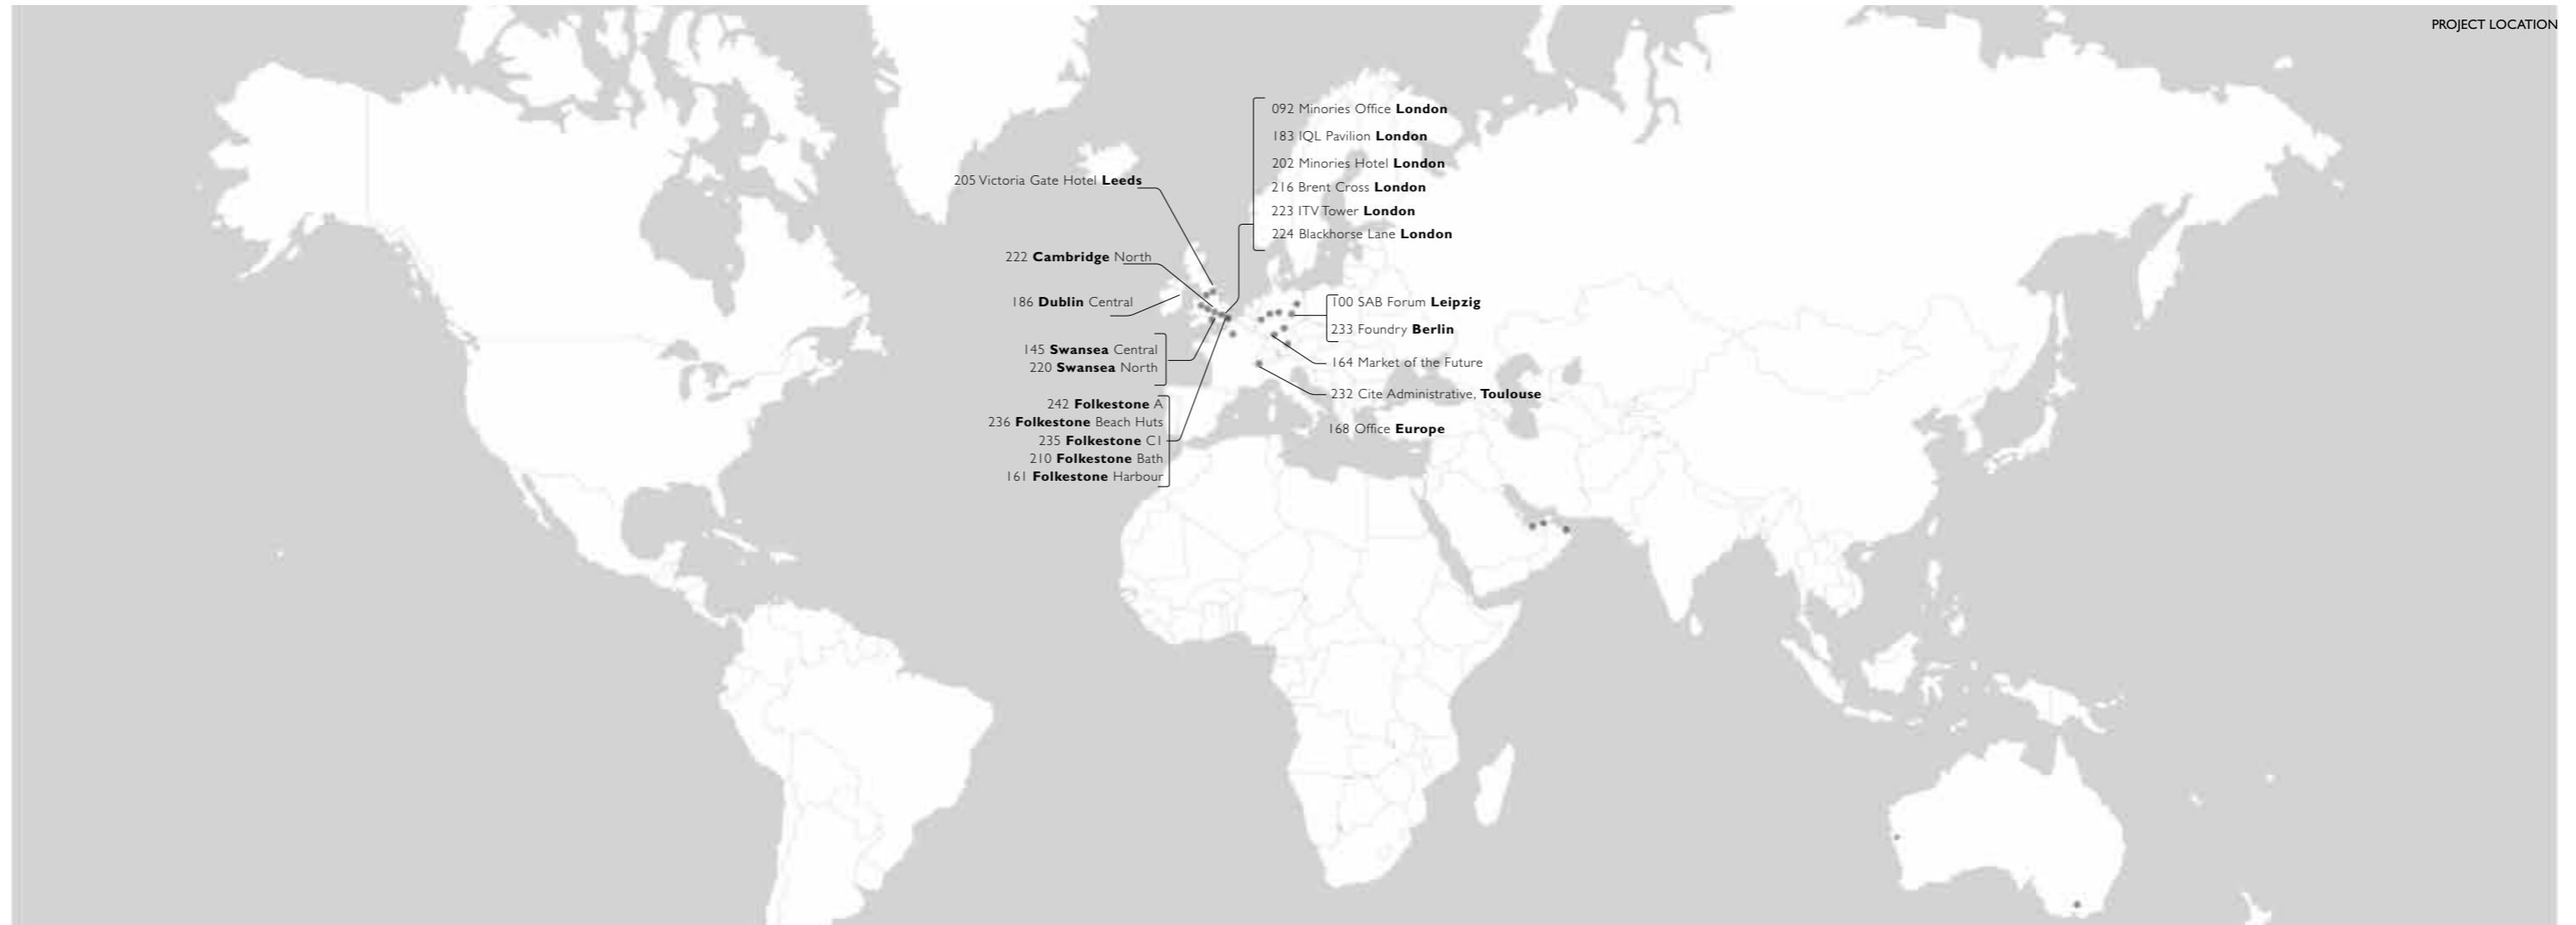 PROJECT LOCATION
092 Minories Office London
183 IQL Pavilion London
202 Minories Hotel London
216 Brent Cross London
223 ITV Tower London
224 Blackhorse Lane London
205 Victoria Gate Hotel Leeds
222 Cambridge North
186 Dublin Central
145 Swansea Central
220 Swansea North
242 Folkestone A
236 Folkestone Beach Huts
235 Folkestone C1
210 Folkestone Bath
161 Folkestone Harbour
100 SAB Forum Leipzig
233 Foundry Berlin
164 Market of the Future
232 Cite Administrative, Toulouse
168 Office Europe